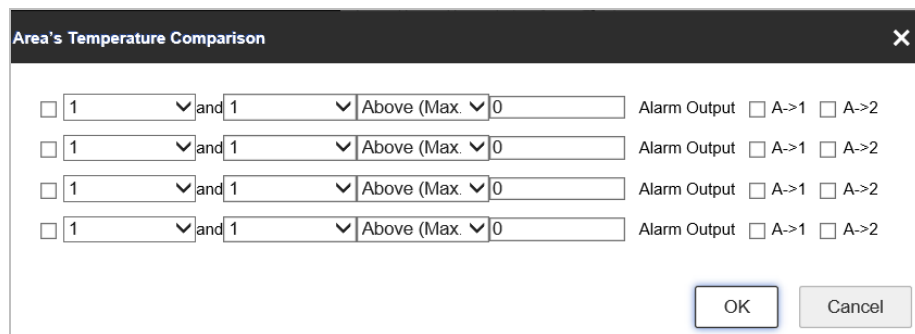 Area's Temperature Comparison
1 and 1 Above (Max. 0 Alarm Output A->1 A->2
1 and 1 Above (Max. 0 Alarm Output A->1 A->2
1 and 1 Above (Max. 0 Alarm Output A->1 A->2
1 and 1 Above (Max. 0 Alarm Output A->1 A->2
OK Cancel